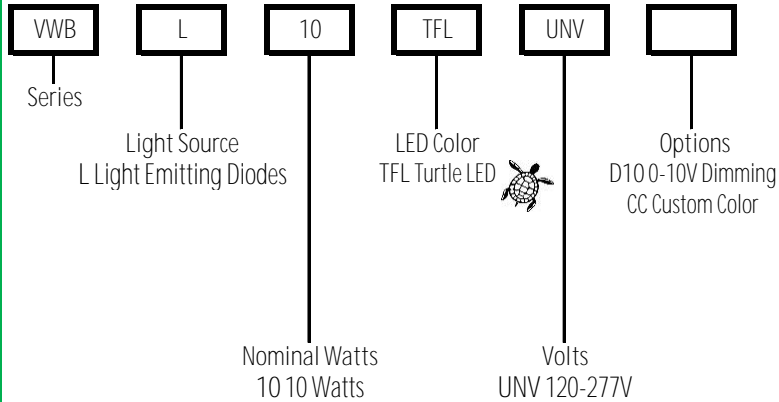 VWB L 10 TFL UNV
Series
Light Source
L Light Emitting Diodes
LED Color
TFL Turtle LED
Options
D10 0-10V Dimming
CC Custom Color
Nominal Watts
10 10 Watts
Volts
UNV 120-277V